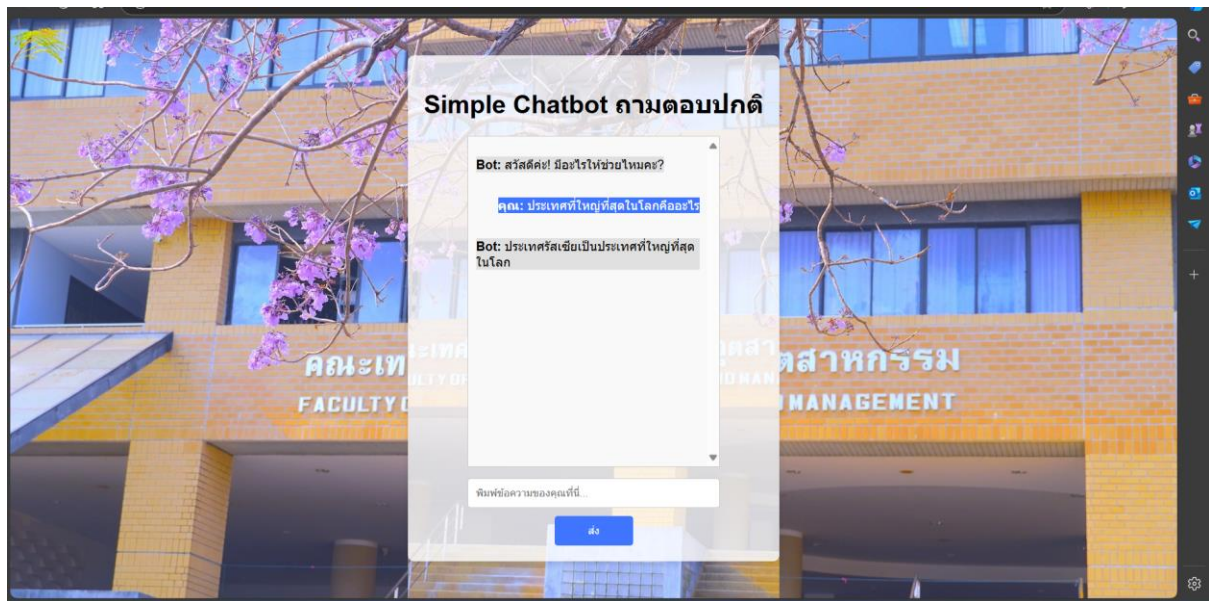 Simple Chatbot ถามตอบปกติ
Bot: สวัสดีค่ะ! มีอะไรให้ช่วยไหมคะ?
คุณ: ประเทศที่ใหญ่ที่สุดในโลกคืออะไร
Bot: ประเทศรัสเซียเป็นประเทศที่ใหญ่ที่สุด
ในโลก
คณะเท ตสาหกรรม
FACULTY MANAGEMENT
พิมพ์ข้อความของคุณที่นี่...
ส่ง